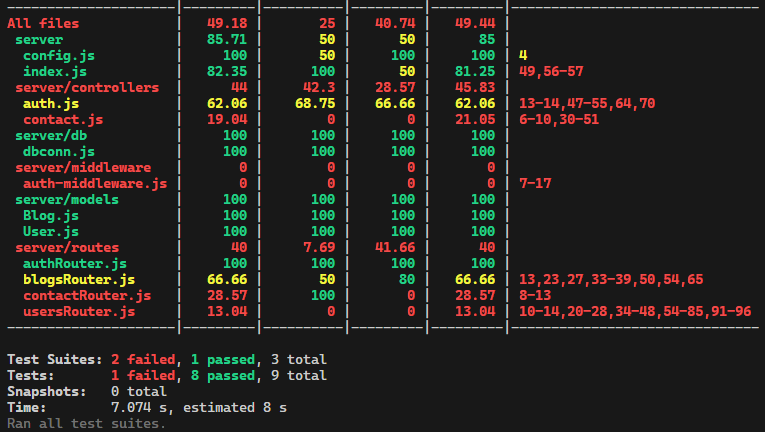 All files | 49.18 | 25 | 40.74 | 49.44 |
server | 85.71 | 50 | 50 | 85 |
config.js | 100 | 50 | 100 | 100 | 4
index.js | 82.35 | 100 | 50 | 81.25 | 49,56-57
server/controllers | 44 | 42.3 | 28.57 | 45.83 |
auth.js | 62.06 | 68.75 | 66.66 | 62.06 | 13-14,47-55,64,70
contact.js | 19.04 | 0 | 0 | 21.05 | 6-10,30-51
server/db | 100 | 100 | 100 | 100 |
dbconn.js | 100 | 100 | 100 | 100 |
server/middleware | 0 | 0 | 0 | 0 |
auth-middleware.js | 0 | 0 | 0 | 0 | 7-17
server/models | 100 | 100 | 100 | 100 |
Blog.js | 100 | 100 | 100 | 100 |
User.js | 100 | 100 | 100 | 100 |
server/routes | 40 | 7.69 | 41.66 | 40 |
authRouter.js | 100 | 100 | 100 | 100 |
blogsRouter.js | 66.66 | 50 | 80 | 66.66 | 13,23,27,33-39,50,54,65
contactRouter.js | 28.57 | 100 | 0 | 28.57 | 8-13
usersRouter.js | 13.04 | 0 | 0 | 13.04 | 10-14,20-28,34-48,54-85,91-96
Test Suites: 2 failed, 1 passed, 3 total
Tests: 1 failed, 8 passed, 9 total
Snapshots: 0 total
Time: 7.074 s, estimated 8 s
Ran all test suites.